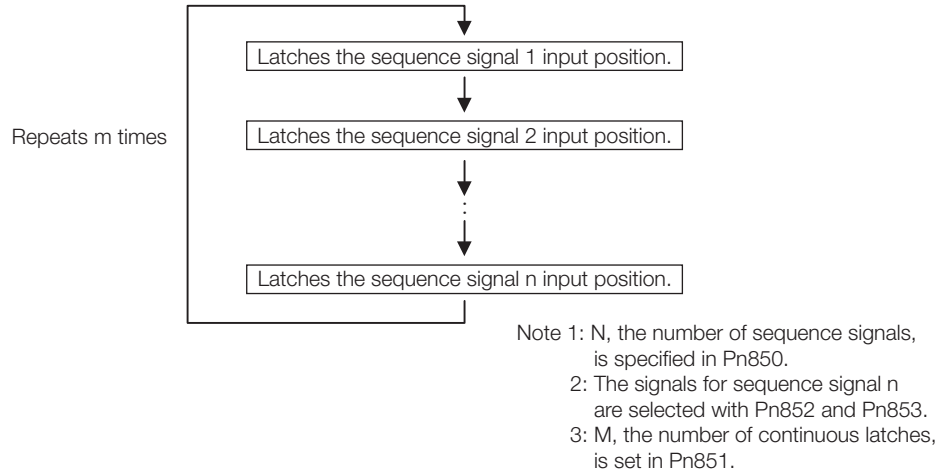 Latches the sequence signal 1 input position.
Repeats m times
Latches the sequence signal 2 input position.
Latches the sequence signal n input position.
Note 1: N, the number of sequence signals,
is specified in Pn850.
2: The signals for sequence signal n
are selected with Pn852 and Pn853.
3: M, the number of continuous latches,
is set in Pn851.